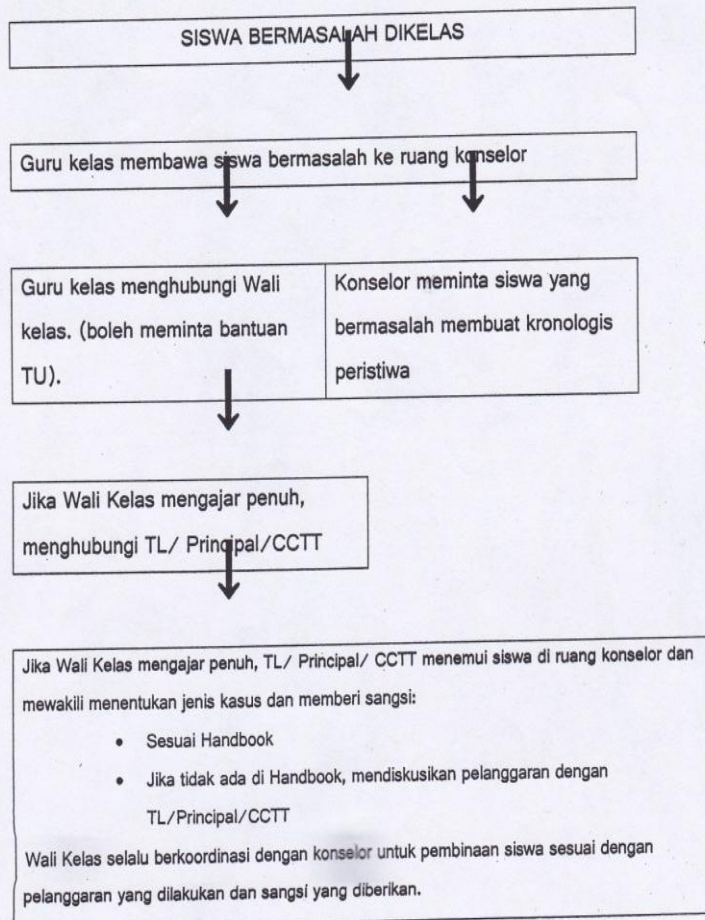 SISWA BERMASALAH DIKELAS
Guru kelas membawa siswa bermasalah ke ruang konselor
Guru kelas menghubungi Wali
kelas. (boleh meminta bantuan
TU).
Konselor meminta siswa yang
bermasalah membuat kronologis
peristiwa
Jika Wali Kelas mengajar penuh,
menghubungi TL/ Principal/CCTT
Jika Wali Kelas mengajar penuh, TL/ Principal/ CCTT menemui siswa di ruang konselor dan
mewakili menentukan jenis kasus dan memberi sangsi:
• Sesuai Handbook
• Jika tidak ada di Handbook, mendiskusikan pelanggaran dengan
TL/Principal/CCTT
Wali Kelas selalu berkoordinasi dengan konselor untuk pembinaan siswa sesuai dengan
pelanggaran yang dilakukan dan sangsi yang diberikan.